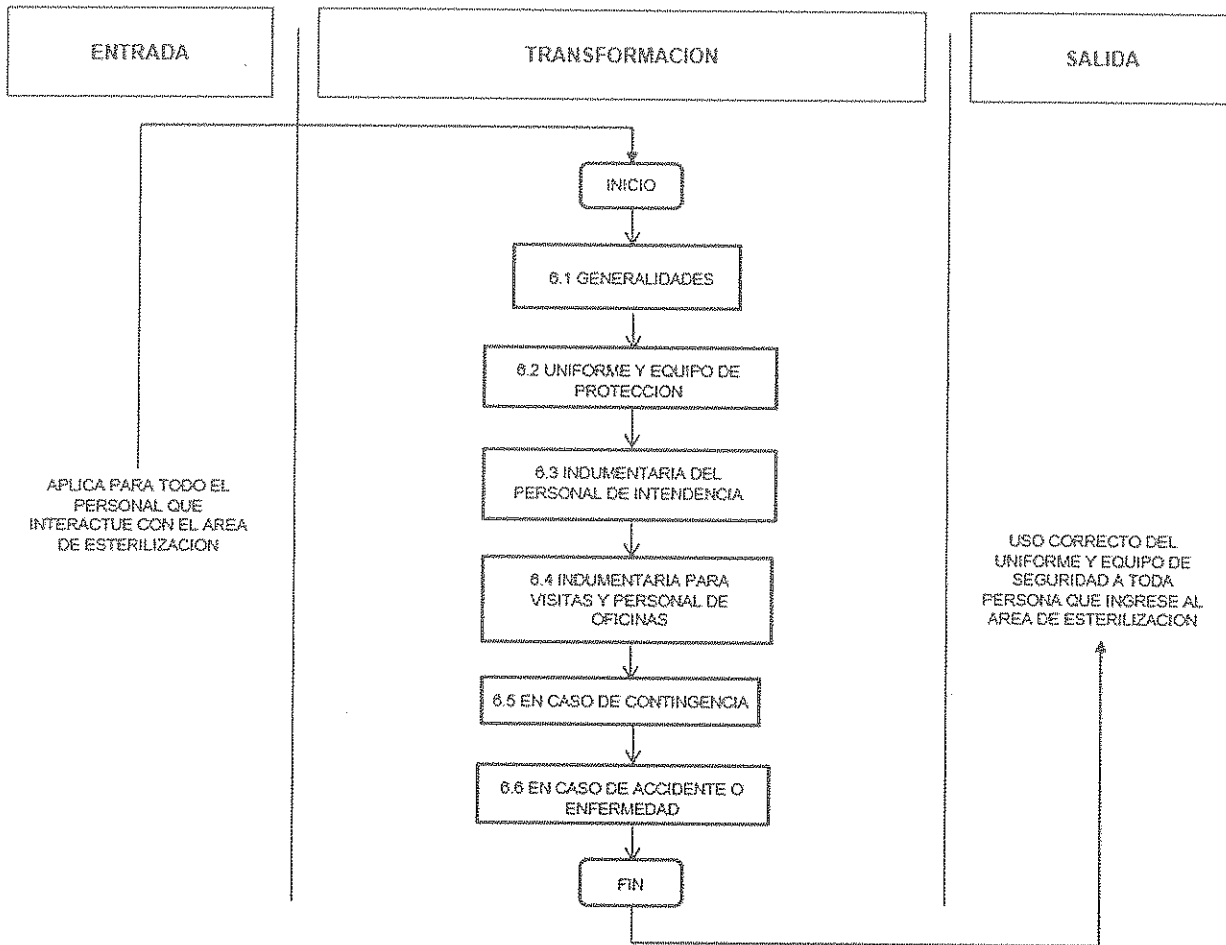 ENTRADA
TRANSFORMACION
SALIDA
APLICA PARA TODO EL
PERSONAL QUE
INTERACTUE CON EL AREA
DE ESTERILIZACION
INICIO
6.1 GENERALIDADES
6.2 UNIFORME Y EQUIPO DE
PROTECCION
6.3 INDUMENTARIA DEL
PERSONAL DE INTENDENCIA
6.4 INDUMENTARIA PARA
VISITAS Y PERSONAL DE
OFICINAS
6.5 EN CASO DE CONTINGENCIA
6.6 EN CASO DE ACCIDENTE O
ENFERMEDAD
FIN
USO CORRECTO DEL
UNIFORME Y EQUIPO DE
SEGURIDAD A TODA
PERSONA QUE INGRESE AL
AREA DE ESTERILIZACION